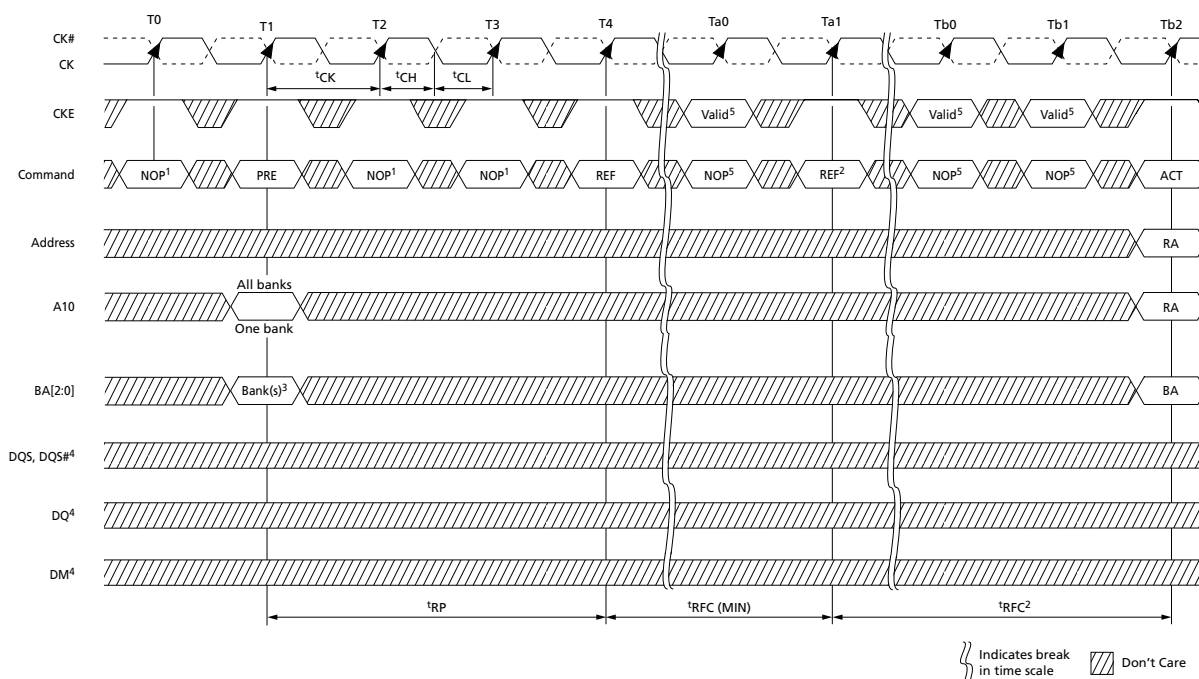 T0 T1 T2 T3 T4 Ta0 Ta1 Tb0 Tb1 Tb2
CK#
CK
tCK tCH tCL
CKE Valid5 Valid5 Valid5
Command NOP1 PRE NOP1 NOP1 REF NOP5 REF2 NOP5 NOP5 ACT
Address RA
All banks
A10 RA
One bank
BA[2:0] Bank(s)3 BA
DQS, DQS#4
DQ4
DM4
tRP tRFC (MIN) tRFC2
Indicates break
in time scale
Don't Care